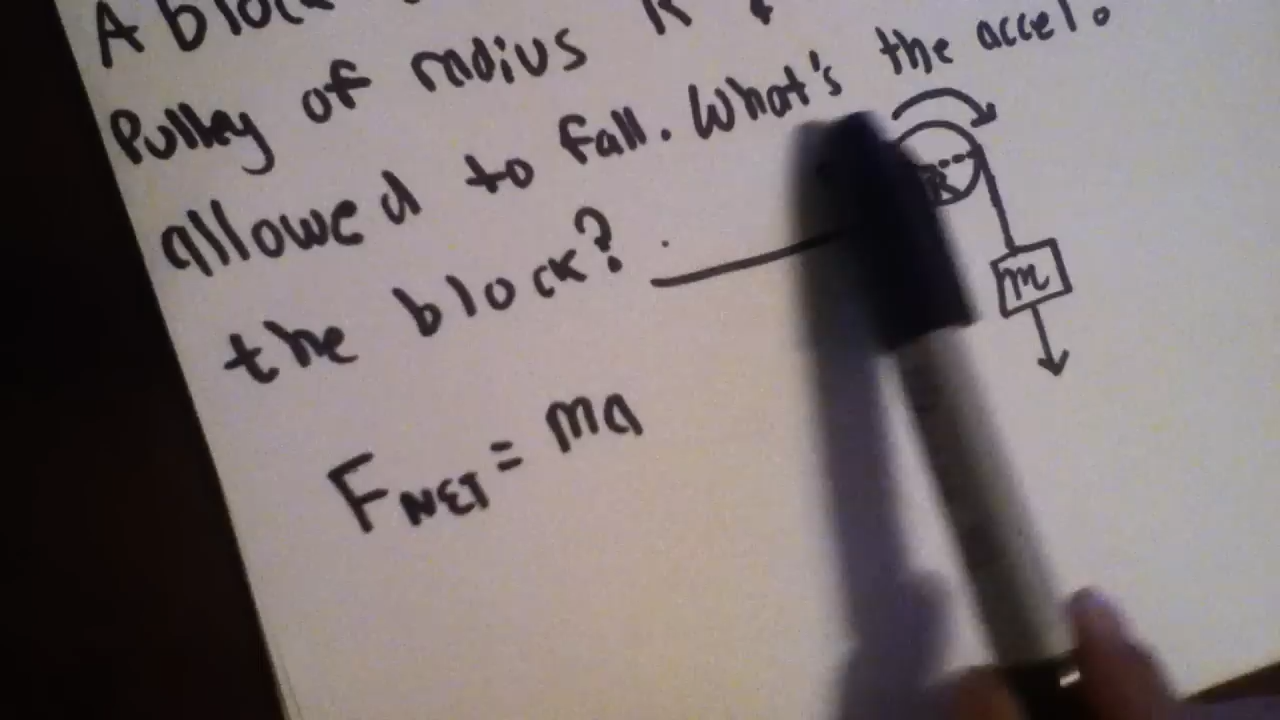 A block
Pulley of radius R
allowed to fall. What's the accel.
the block?
R
m
F NET = ma